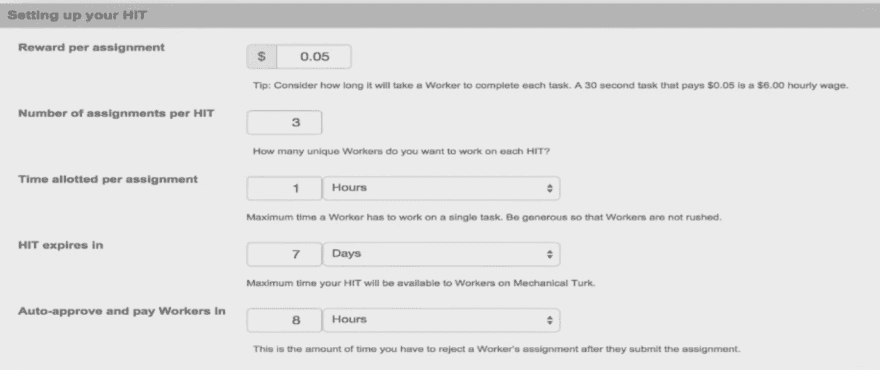 Setting up your HIT
Reward per assignment
$ 0.05
Tip: Consider how long it will take a Worker to complete each task. A 30 second task that pays $0.05 is a $6.00 hourly wage.
Number of assignments per HIT
3
How many unique Workers do you want to work on each HIT?
Time allotted per assignment
1 Hours
Maximum time a Worker has to work on a single task. Be generous so that Workers are not rushed.
HIT expires in
7 Days
Maximum time your HIT will be available to Workers on Mechanical Turk.
Auto-approve and pay Workers in
8 Hours
This is the amount of time you have to reject a Worker's assignment after they submit the assignment.